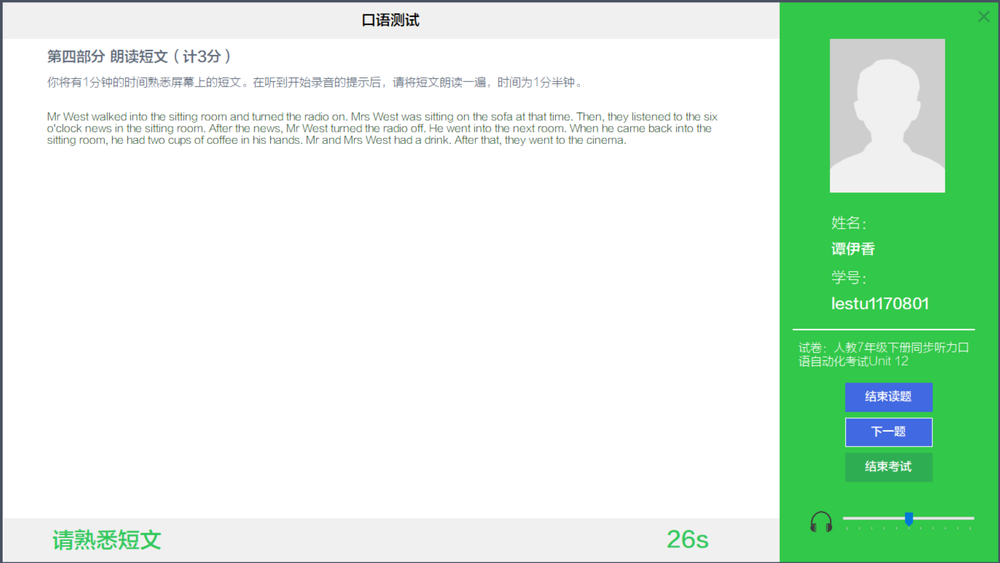 口语测试
第四部分 朗读短文（计3分）
你将有1分钟的时间熟悉屏幕上的短文。在听到开始录音的提示后，请将短文朗读一遍，时间为1分半钟。
Mr West walked into the sitting room and turned the radio on. Mrs West was sitting on the sofa at that time. Then, they listened to the six
o'clock news in the sitting room. After the news, Mr West turned the radio off. He went into the next room. When he came back into the
sitting room, he had two cups of coffee in his hands. Mr and Mrs West had a drink. After that, they went to the cinema.
请熟悉短文
26s
姓名：
谭伊香
学号：
lestu1170801
试卷：人教7年级下册同步听力口
语自动化考试Unit 12
结束读题
下一题
结束考试